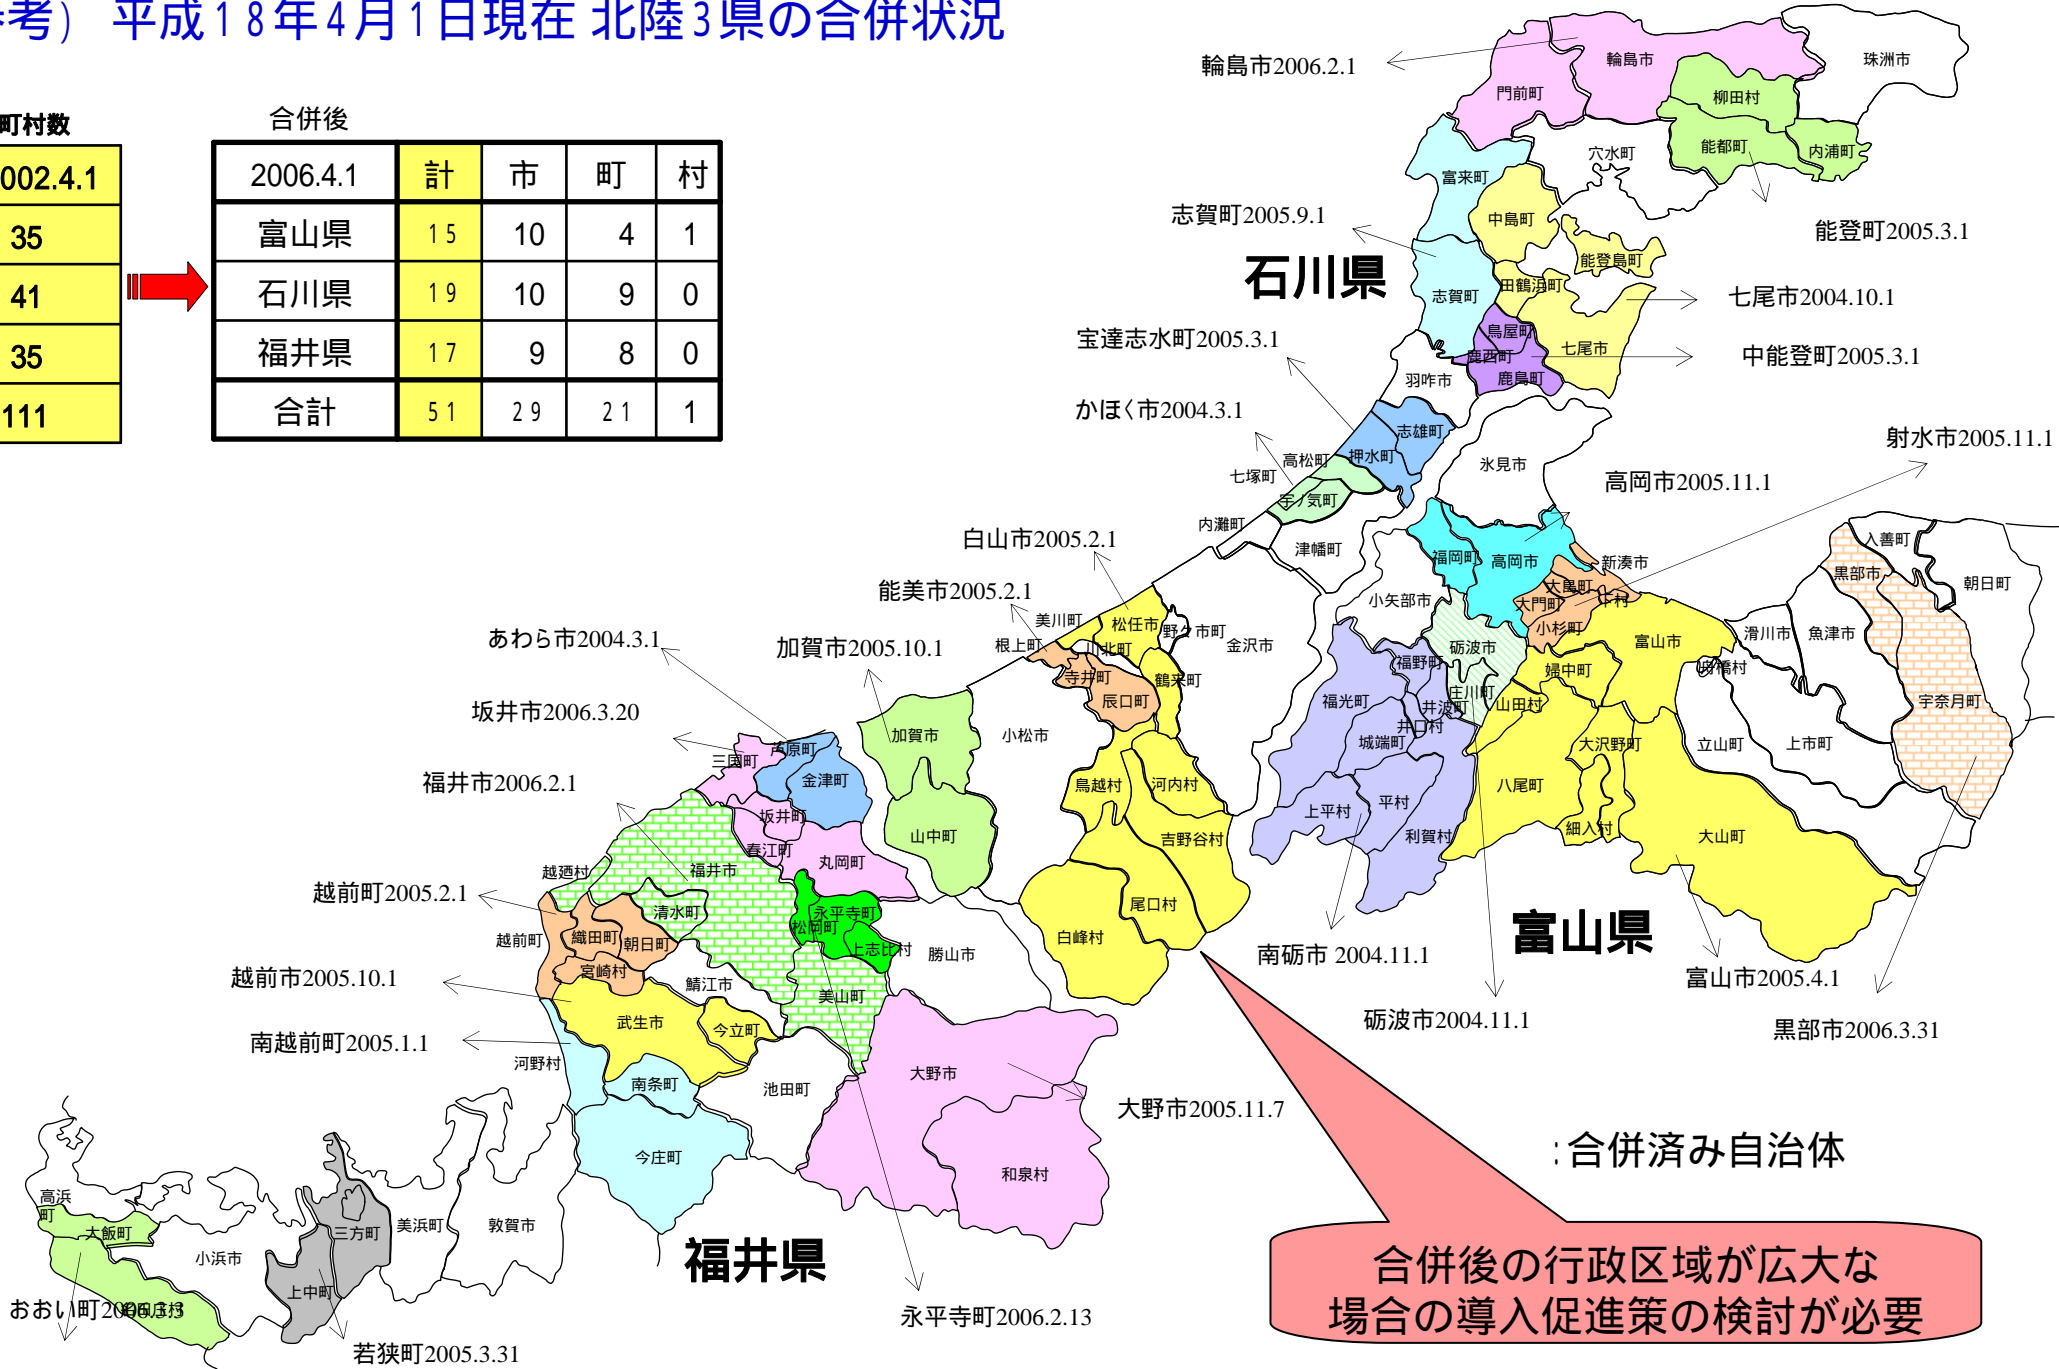 考） 平成18年4月1日現在 北陸3県の合併状況
町村数
002.4.1
35
41
35
111
合併後
2006.4.1 計 市 町 村
富山県 15 10 4 1
石川県 19 10 9 0
福井県 17 9 8 0
合計 51 29 21 1
輪島市2006.2.1
輪島市
珠洲市
門前町
柳田村
能都町
内浦町
穴水町
富来町
志賀町2005.9.1
中島町
能登町2005.3.1
石川県
能登島町
志賀町
田鶴浜町
七尾市2004.10.1
宝達志水町2005.3.1
鳥屋町
鹿西町
七尾市
中能登町2005.3.1
羽咋市
鹿島町
かほく市2004.3.1
志雄町
押水町
高松町
七塚町
宇ノ気町
氷見市
射水市2005.11.1
高岡市2005.11.1
内灘町
津幡町
白山市2005.2.1
福岡町
高岡市
新湊市
入善町
黒部市
朝日町
能美市2005.2.1
大島町
小矢部市
大門町
下村
美川町
松任市
野々市町
金沢市
小杉町
あわら市2004.3.1
加賀市2005.10.1
根上町
川北町
砺波市
富山市
滑川市
魚津市
寺井町
鶴来町
福野町
婦中町
舟橋村
辰口町
福光町
庄川町
井波町
山田村
宇奈月町
坂井市2006.3.20
加賀市
小松市
井口村
城端町
大沢野町
立山町
上市町
三国町
芦原町
金津町
福井市2006.2.1
鳥越村
河内村
上平村
平村
利賀村
八尾町
坂井町
山中町
吉野谷村
細入村
大山町
春江町
丸岡町
福井市
越廼村
越前町2005.2.1
清水町
永平寺町
松岡町
上志比村
尾口村
白峰村
越前町
織田町
朝日町
勝山市
富山県
南砺市 2004.11.1
越前市2005.10.1
宮崎村
鯖江市
美山町
富山市2005.4.1
武生市
今立町
砺波市2004.11.1
黒部市2006.3.31
南越前町2005.1.1
河野村
南条町
池田町
大野市
大野市2005.11.7
今庄町
和泉村
:合併済み自治体
高浜
町
大飯町
小浜市
三方町
美浜町
敦賀市
福井県
上中町
おおい町2006.3.3
永平寺町2006.2.13
若狭町2005.3.31
合併後の行政区域が広大な
場合の導入促進策の検討が必要